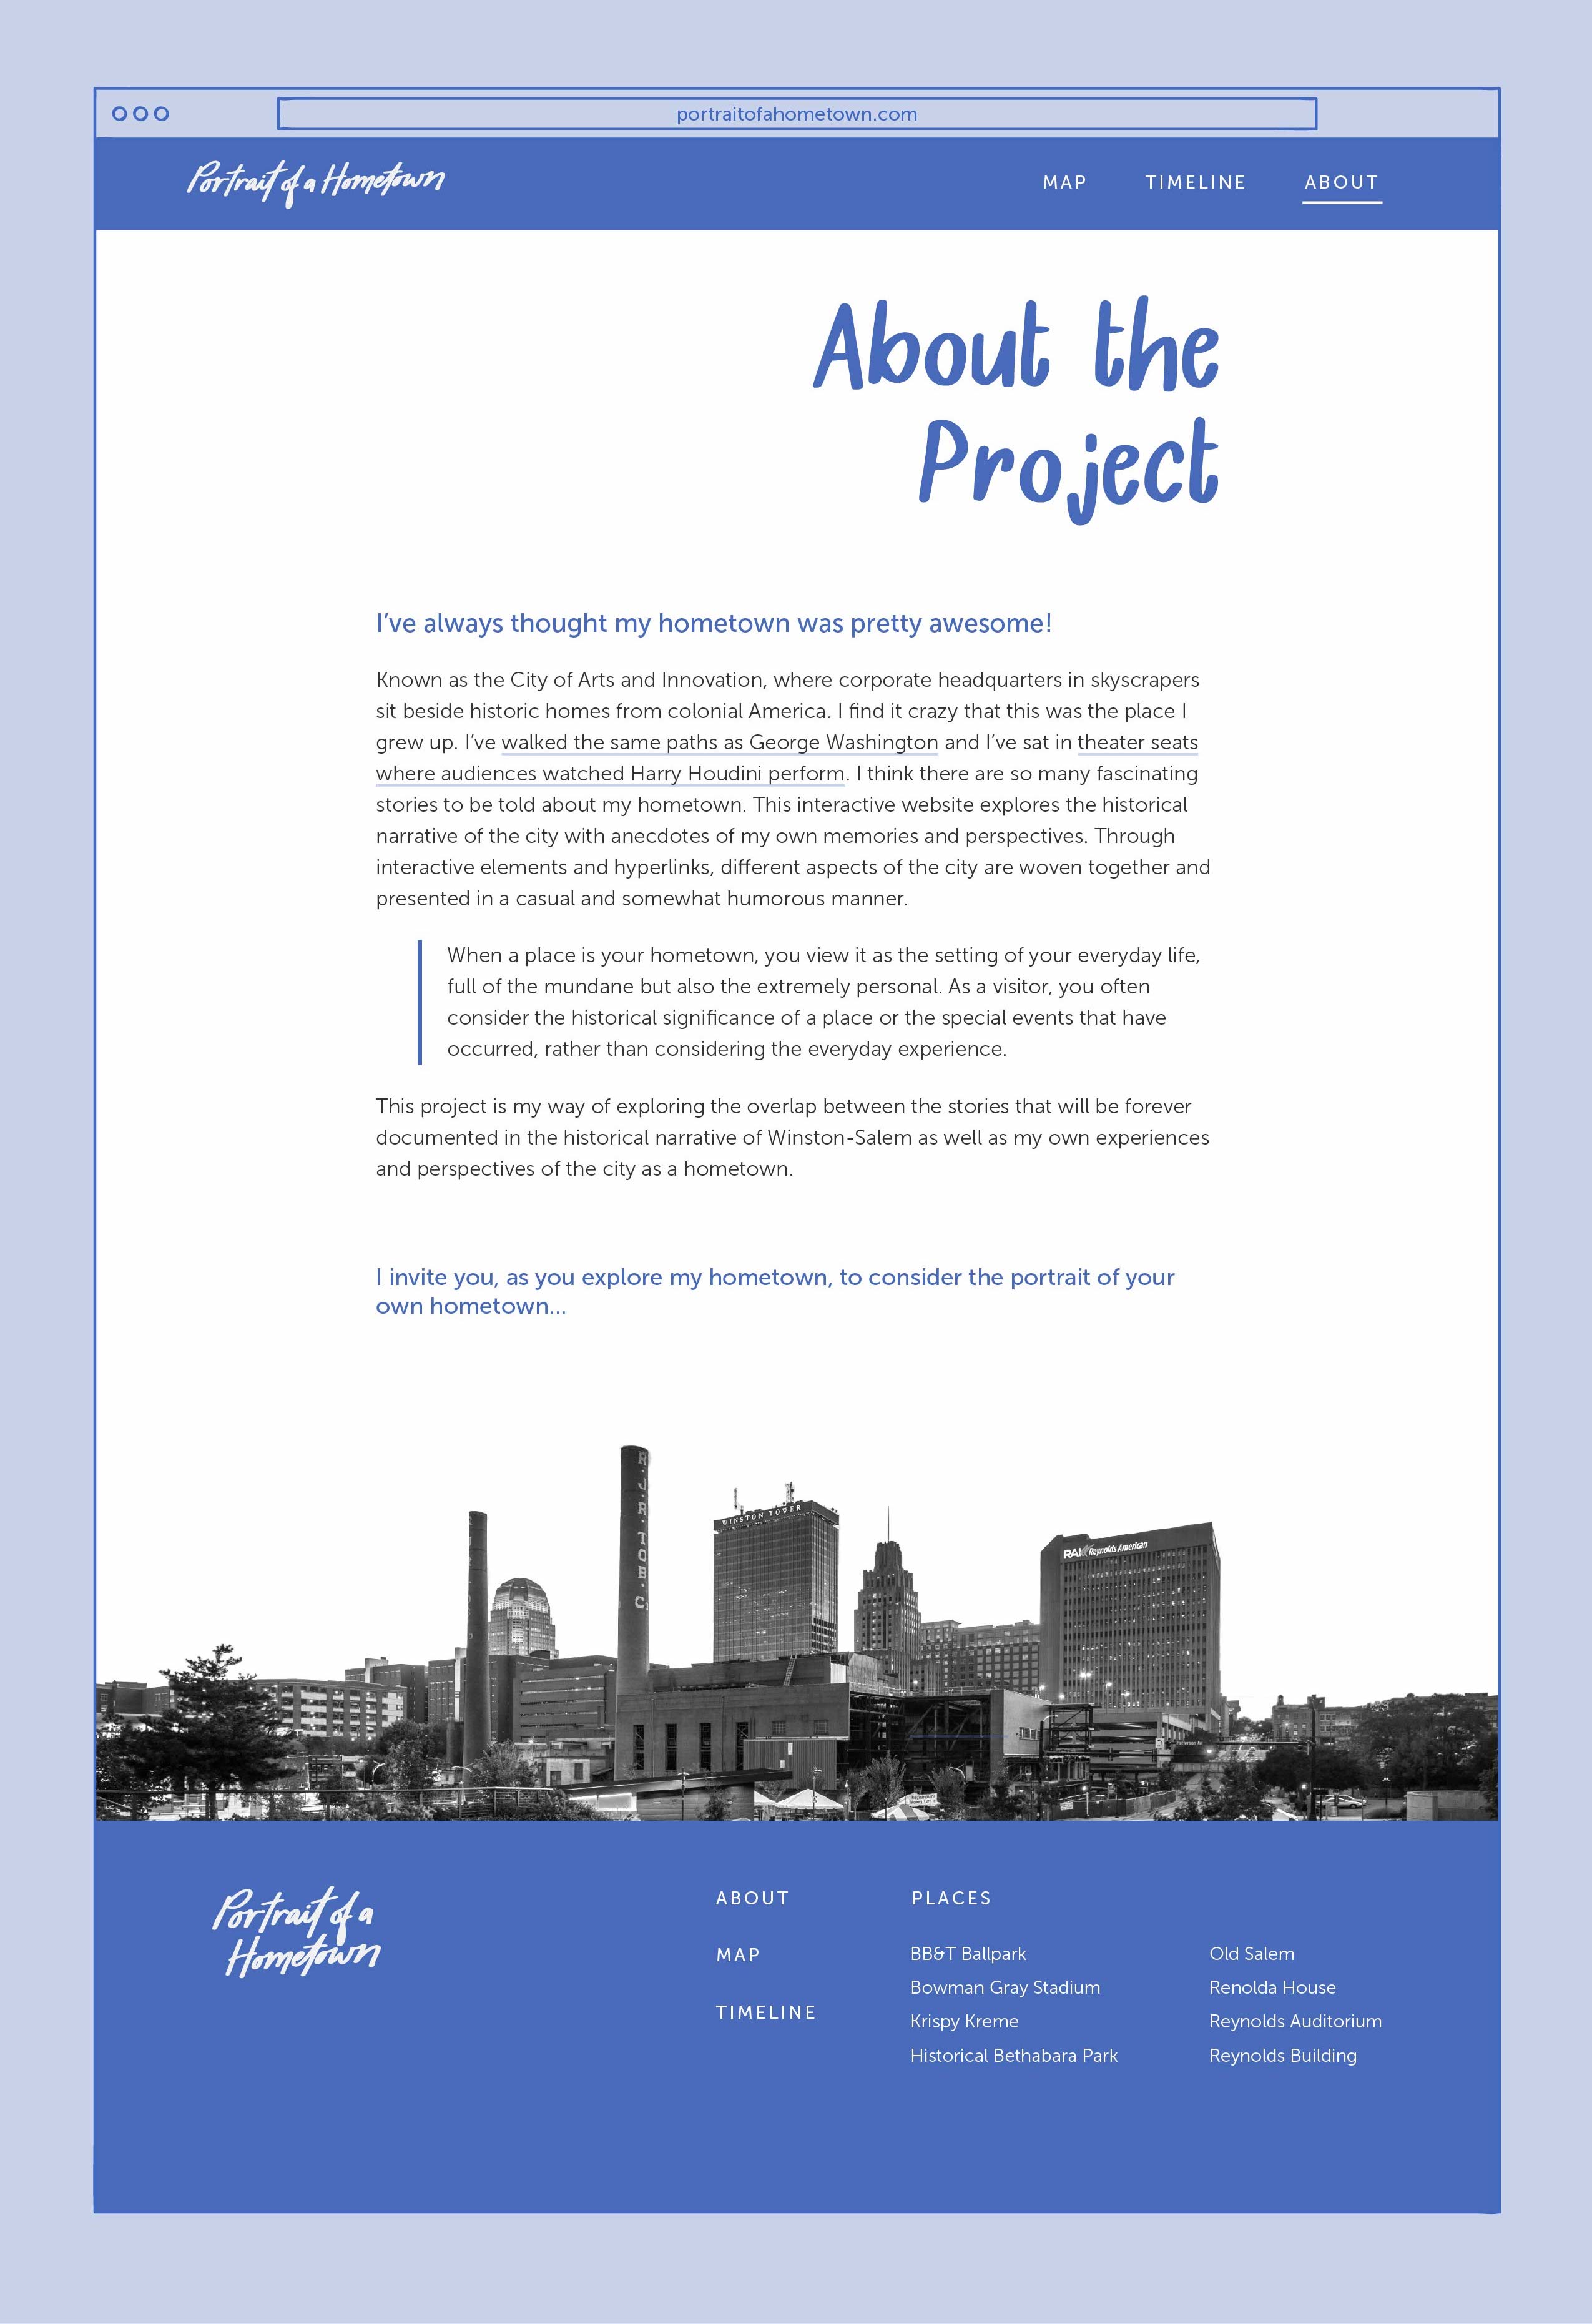 portraitofahometown.com
Portrait of a Hometown
MAP TIMELINE ABOUT
About the
Project
I’ve always thought my hometown was pretty awesome!
Known as the City of Arts and Innovation, where corporate headquarters in skyscrapers
sit beside historic homes from colonial America. I find it crazy that this was the place I
grew up. I’ve walked the same paths as George Washington and I’ve sat in theater seats
where audiences watched Harry Houdini perform. I think there are so many fascinating
stories to be told about my hometown. This interactive website explores the historical
narrative of the city with anecdotes of my own memories and perspectives. Through
interactive elements and hyperlinks, different aspects of the city are woven together and
presented in a casual and somewhat humorous manner.
When a place is your hometown, you view it as the setting of your everyday life,
full of the mundane but also the extremely personal. As a visitor, you often
consider the historical significance of a place or the special events that have
occurred, rather than considering the everyday experience.
This project is my way of exploring the overlap between the stories that will be forever
documented in the historical narrative of Winston-Salem as well as my own experiences
and perspectives of the city as a hometown.
I invite you, as you explore my hometown, to consider the portrait of your
own hometown...
R.J.R. TOB. C
WINSTON TOWER
RAI Reynolds American
Portrait of a
Hometown
ABOUT
MAP
TIMELINE
PLACES
BB&T Ballpark
Bowman Gray Stadium
Krispy Kreme
Historical Bethabara Park
Old Salem
Renolda House
Reynolds Auditorium
Reynolds Building